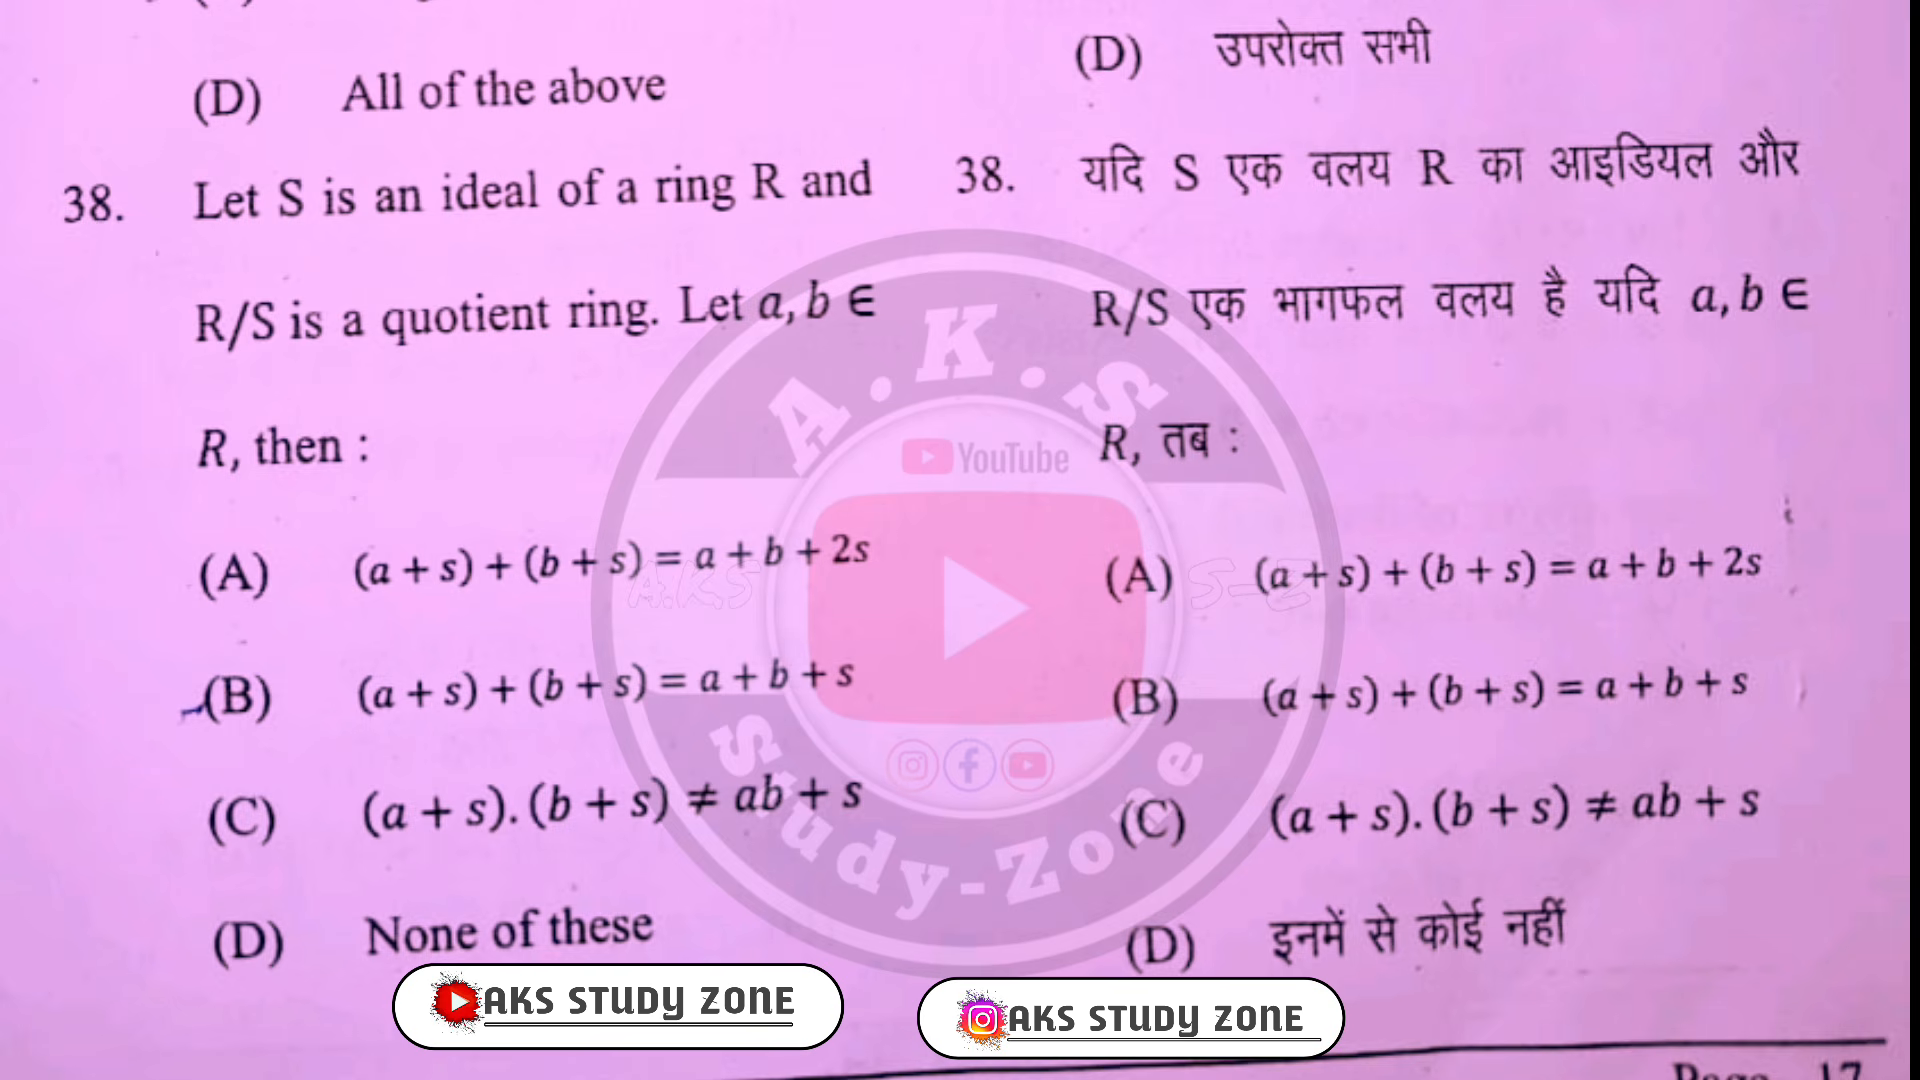 (D) All of the above
38. Let S is an ideal of a ring R and
R/S is a quotient ring. Let a, b ∈
R, then :
(A) (a + s) + (b + s) = a + b + 2s
(B) (a + s) + (b + s) = a + b + s
(C) (a + s). (b + s) ≠ ab + s
(D) None of these
(D) उपरोक्त सभी
38. यदि S एक वलय R का आइडियल और
R/S एक भागफल वलय है यदि a, b ∈
R, तब :
(A) (a + s) + (b + s) = a + b + 2s
(B) (a + s) + (b + s) = a + b + s
(C) (a + s). (b + s) ≠ ab + s
(D) इनमें से कोई नहीं
A.K.S
YouTube
Study-Zone
AKS STUDY ZONE
AKS STUDY ZONE